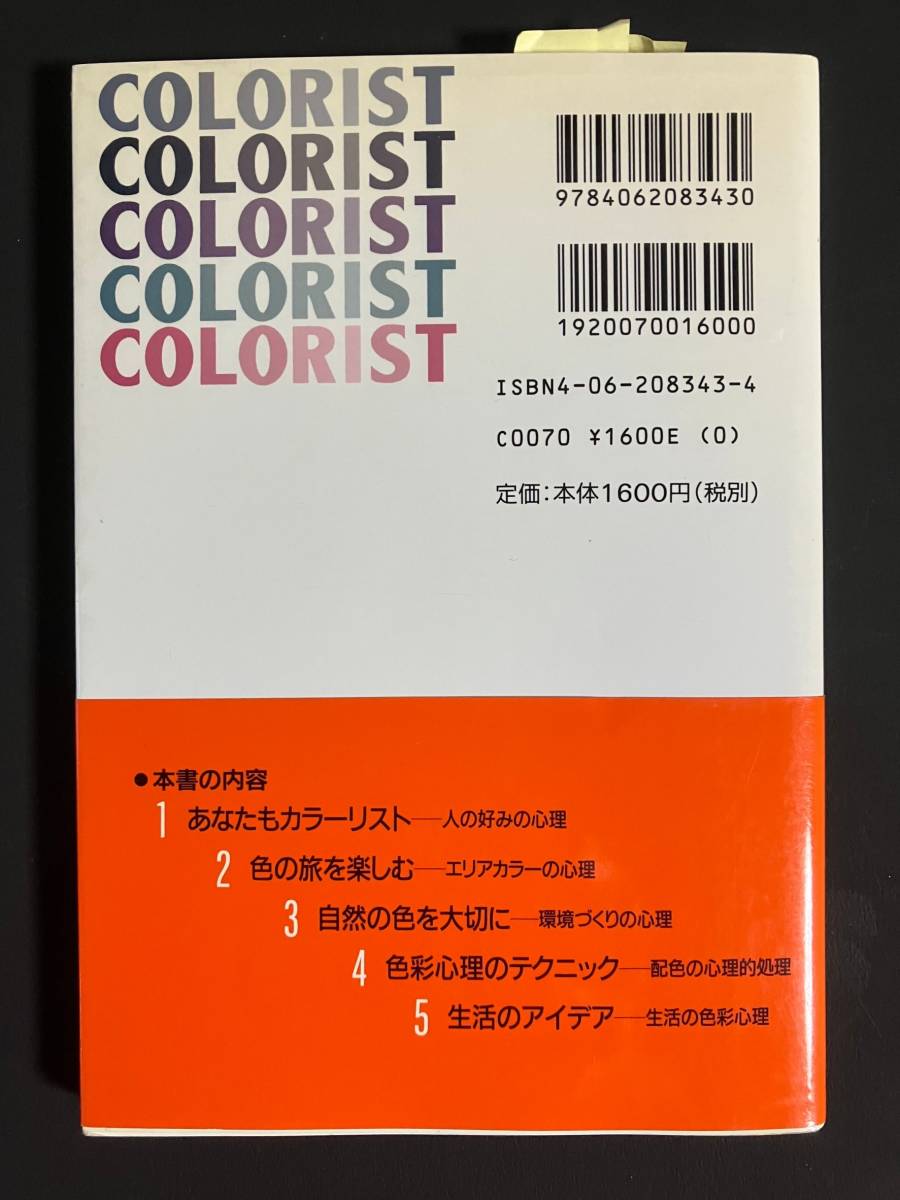 COLORIST
COLORIST
COLORIST
COLORIST
COLORIST
9784062083430
1920070016000
ISBN4-06-208343-4
C0070 ¥1600E (0)
定価：本体1600円（税別）
●本書の内容
1 あなたもカラーリスト──人の好みの心理
2 色の旅を楽しむ──エリアカラーの心理
3 自然の色を大切に──環境づくりの心理
4 色彩心理のテクニック──配色の心理的処理
5 生活のアイデア──生活の色彩心理